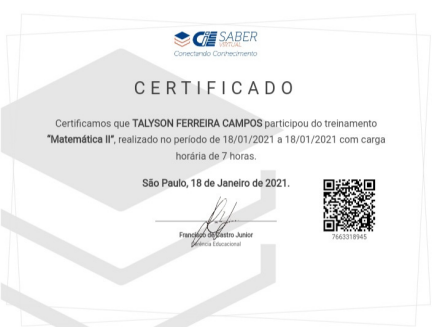 CIEE SABER
VIRTUAL
Conectando Conhecimento
CERTIFICADO
Certificamos que TALYSON FERREIRA CAMPOS participou do treinamento
"Matemática II", realizado no período de 18/01/2021 a 18/01/2021 com carga
horária de 7 horas.
São Paulo, 18 de Janeiro de 2021.
Francisco de Castro Junior
Gerência Educacional
7663318945